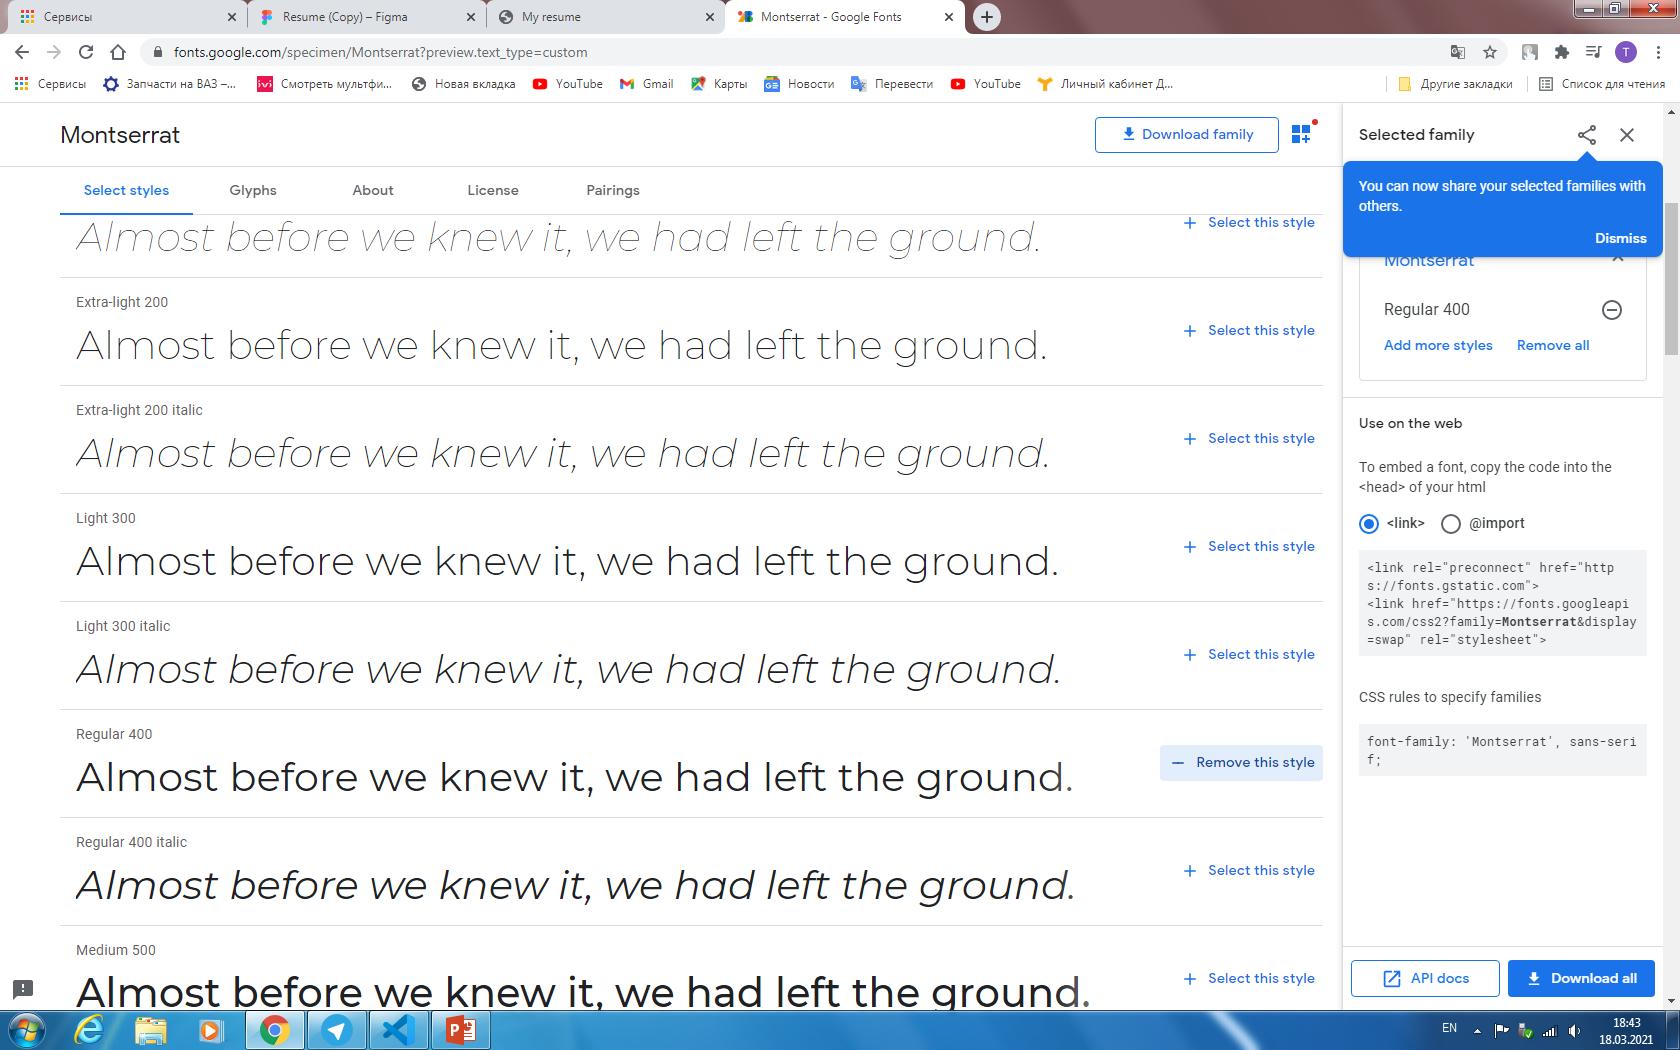 Сервисы
Resume (Copy) – Figma
My resume
Montserrat - Google Fonts
fonts.google.com/specimen/Montserrat?preview.text_type=custom
T
Сервисы
Запчасти на ВАЗ –...
ivi
Смотреть мультфи...
Новая вкладка
YouTube
Gmail
Карты
Новости
Перевести
YouTube
Личный кабинет Д...
Другие закладки
Список для чтения
Montserrat
Download family
Select styles
Glyphs
About
License
Pairings
Almost before we knew it, we had left the ground.
Select this style
Extra-light 200
Almost before we knew it, we had left the ground.
Select this style
Extra-light 200 italic
Almost before we knew it, we had left the ground.
Select this style
Light 300
Almost before we knew it, we had left the ground.
Select this style
Light 300 italic
Almost before we knew it, we had left the ground.
Select this style
Regular 400
Almost before we knew it, we had left the ground.
Remove this style
Regular 400 italic
Almost before we knew it, we had left the ground.
Select this style
Medium 500
Almost before we knew it, we had left the ground.
Select this style
Selected family
You can now share your selected families with
others.
Dismiss
Montserrat
Regular 400
Add more styles
Remove all
Use on the web
To embed a font, copy the code into the
<head> of your html
<link>
@import
<link rel="preconnect" href="http
s://fonts.gstatic.com">
<link href="https://fonts.googleapi
s.com/css2?family=Montserrat&display
=swap" rel="stylesheet">
CSS rules to specify families
font-family: 'Montserrat', sans-seri
f;
API docs
Download all
EN
18:43
18.03.2021